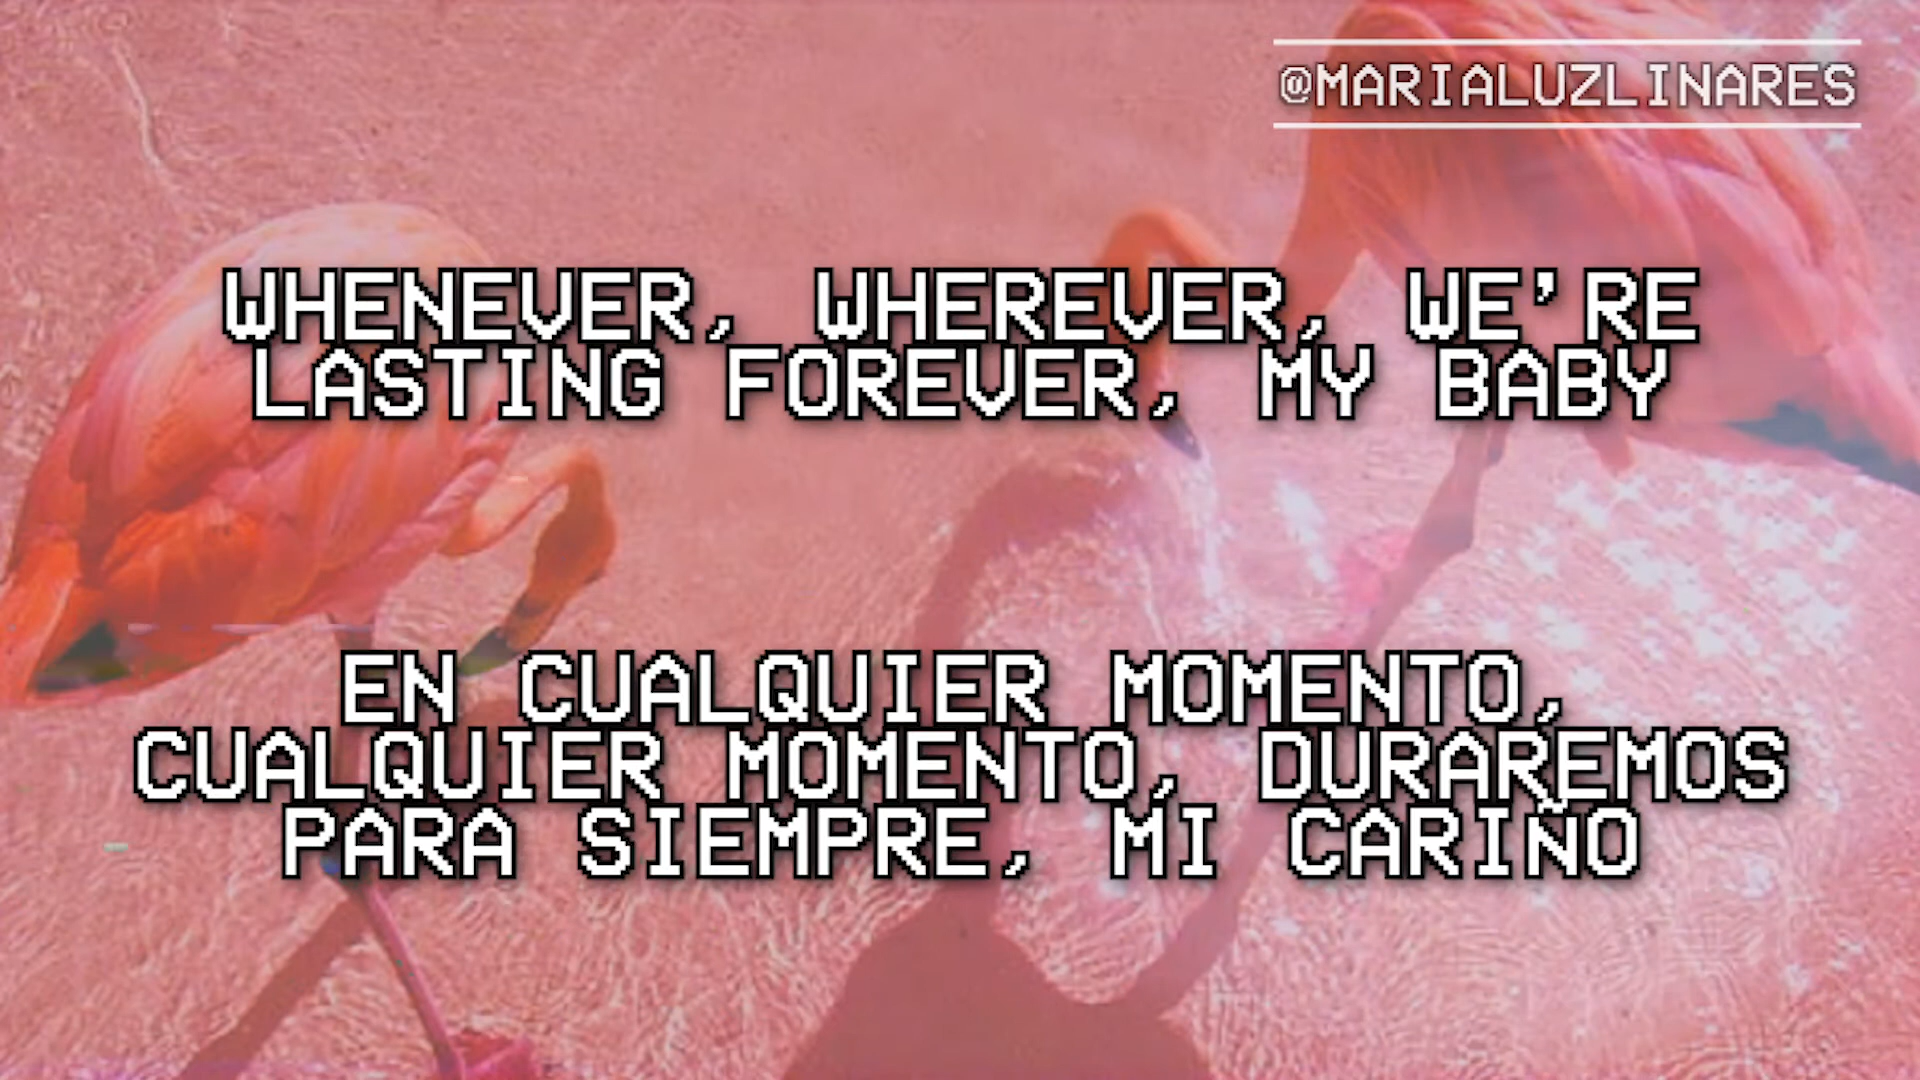 @MARIALUZLINARES
WHENEVER, WHEREVER, WE'RE
LASTING FOREVER, MY BABY
EN CUALQUIER MOMENTO,
CUALQUIER MOMENTO, DURAREMOS
PARA SIEMPRE, MI CARIÑO